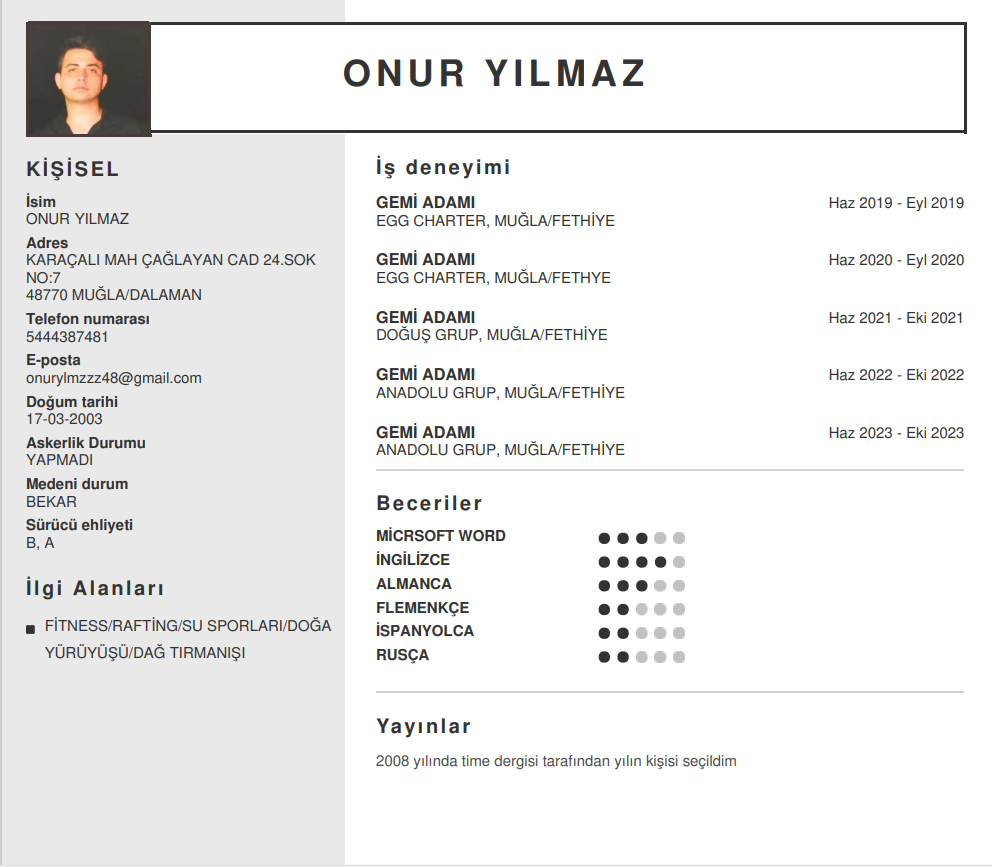 ONUR YILMAZ
KİŞİSEL
İsim
ONUR YILMAZ
Adres
KARAÇALI MAH ÇAĞLAYAN CAD 24.SOK
NO:7
48770 MUĞLA/DALAMAN
Telefon numarası
5444387481
E-posta
onurylmzzz48@gmail.com
Doğum tarihi
17-03-2003
Askerlik Durumu
YAPMADI
Medeni durum
BEKAR
Sürücü ehliyeti
B, A
İlgi Alanları
FİTNESS/RAFTİNG/SU SPORLARI/DOĞA
YÜRÜYÜŞÜ/DAĞ TIRMANIŞI
İş deneyimi
GEMİ ADAMI Haz 2019 - Eyl 2019
EGG CHARTER, MUĞLA/FETHİYE
GEMİ ADAMI Haz 2020 - Eyl 2020
EGG CHARTER, MUĞLA/FETHYE
GEMİ ADAMI Haz 2021 - Eki 2021
DOĞUŞ GRUP, MUĞLA/FETHİYE
GEMİ ADAMI Haz 2022 - Eki 2022
ANADOLU GRUP, MUĞLA/FETHİYE
GEMİ ADAMI Haz 2023 - Eki 2023
ANADOLU GRUP, MUĞLA/FETHİYE
Beceriler
MİCRSOFT WORD
İNGİLİZCE
ALMANCA
FLEMENKÇE
İSPANYOLCA
RUSÇA
Yayınlar
2008 yılında time dergisi tarafından yılın kişisi seçildim